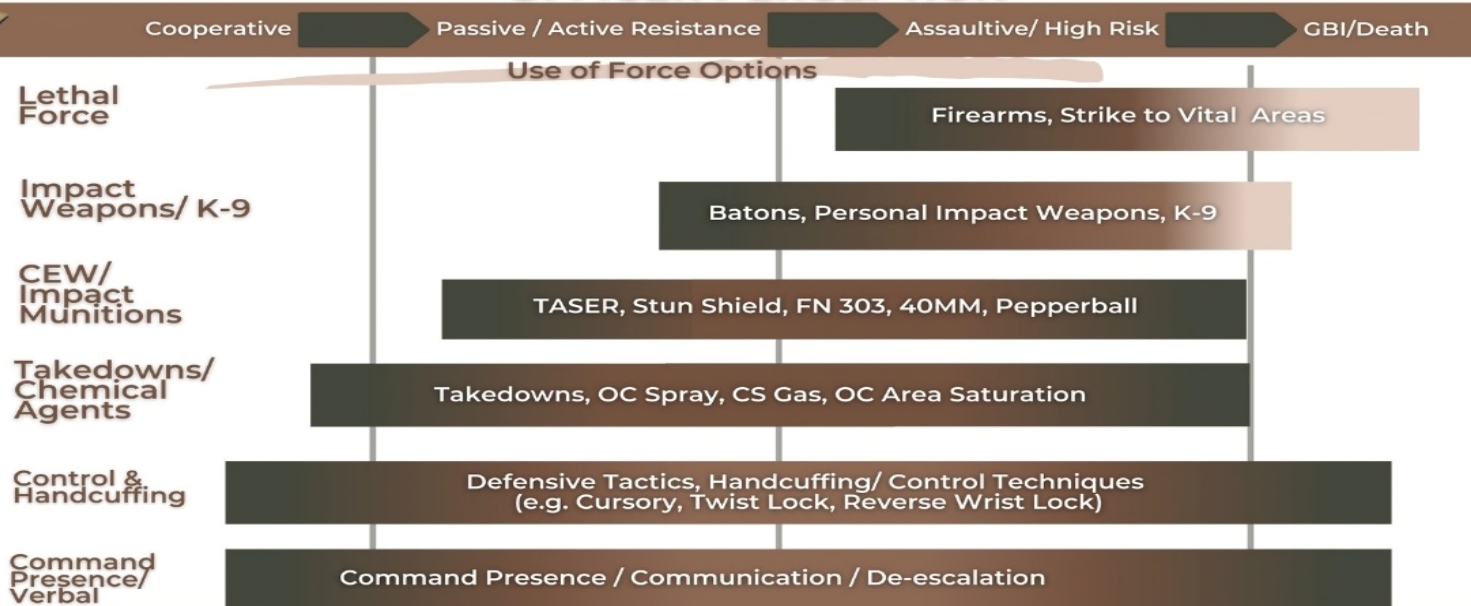 Cooperative
Passive / Active Resistance
Assaultive/ High Risk
GBI/Death
Use of Force Options
Lethal
Force
Firearms, Strike to Vital Areas
Impact
Weapons/ K-9
Batons, Personal Impact Weapons, K-9
CEW/
Impact
Munitions
TASER, Stun Shield, FN 303, 40MM, Pepperball
Takedowns/
Chemical
Agents
Takedowns, OC Spray, CS Gas, OC Area Saturation
Control &
Handcuffing
Defensive Tactics, Handcuffing/ Control Techniques
(e.g. Cursory, Twist Lock, Reverse Wrist Lock)
Command
Presence/
Verbal
Command Presence / Communication / De-escalation